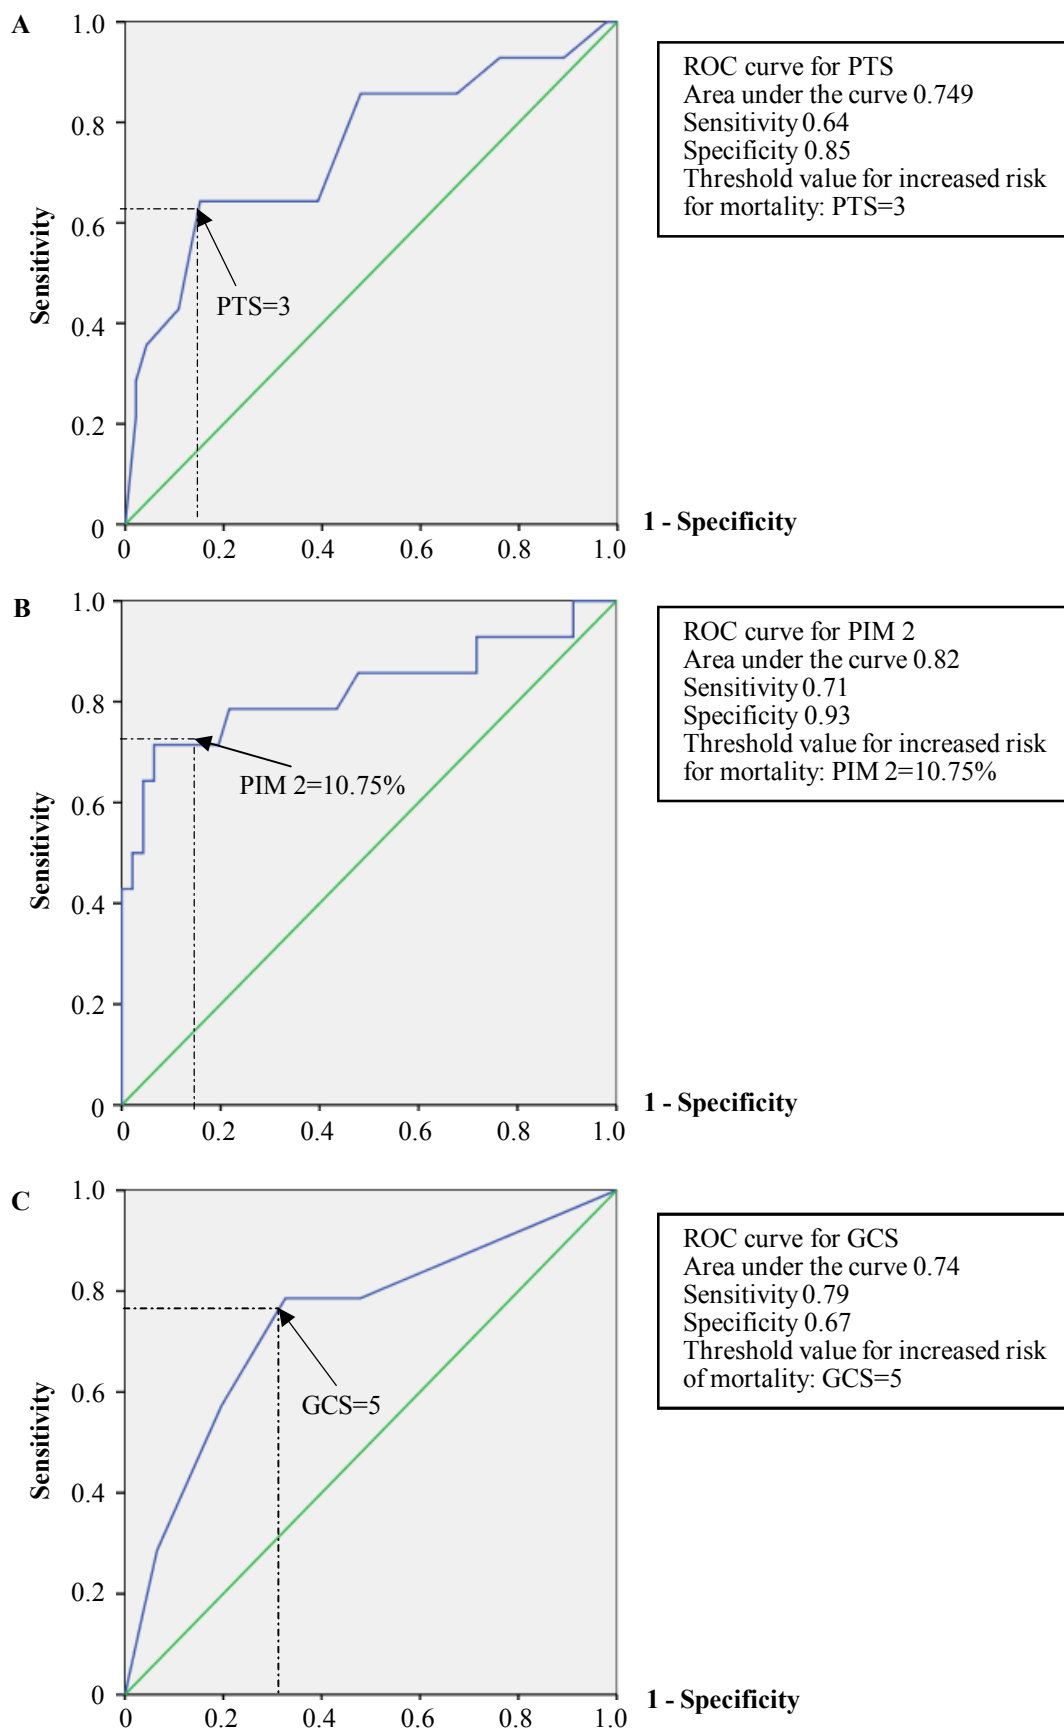 A
1.0
0.8
0.6
0.4
0.2
0
Sensitivity
PTS=3
0 0.2 0.4 0.6 0.8 1.0
1 - Specificity
ROC curve for PTS
Area under the curve 0.749
Sensitivity 0.64
Specificity 0.85
Threshold value for increased risk
for mortality: PTS=3
B
1.0
0.8
0.6
0.4
0.2
0
Sensitivity
PIM 2=10.75%
0 0.2 0.4 0.6 0.8 1.0
1 - Specificity
ROC curve for PIM 2
Area under the curve 0.82
Sensitivity 0.71
Specificity 0.93
Threshold value for increased risk
for mortality: PIM 2=10.75%
C
1.0
0.8
0.6
0.4
0.2
0
Sensitivity
GCS=5
0 0.2 0.4 0.6 0.8 1.0
1 - Specificity
ROC curve for GCS
Area under the curve 0.74
Sensitivity 0.79
Specificity 0.67
Threshold value for increased risk
of mortality: GCS=5